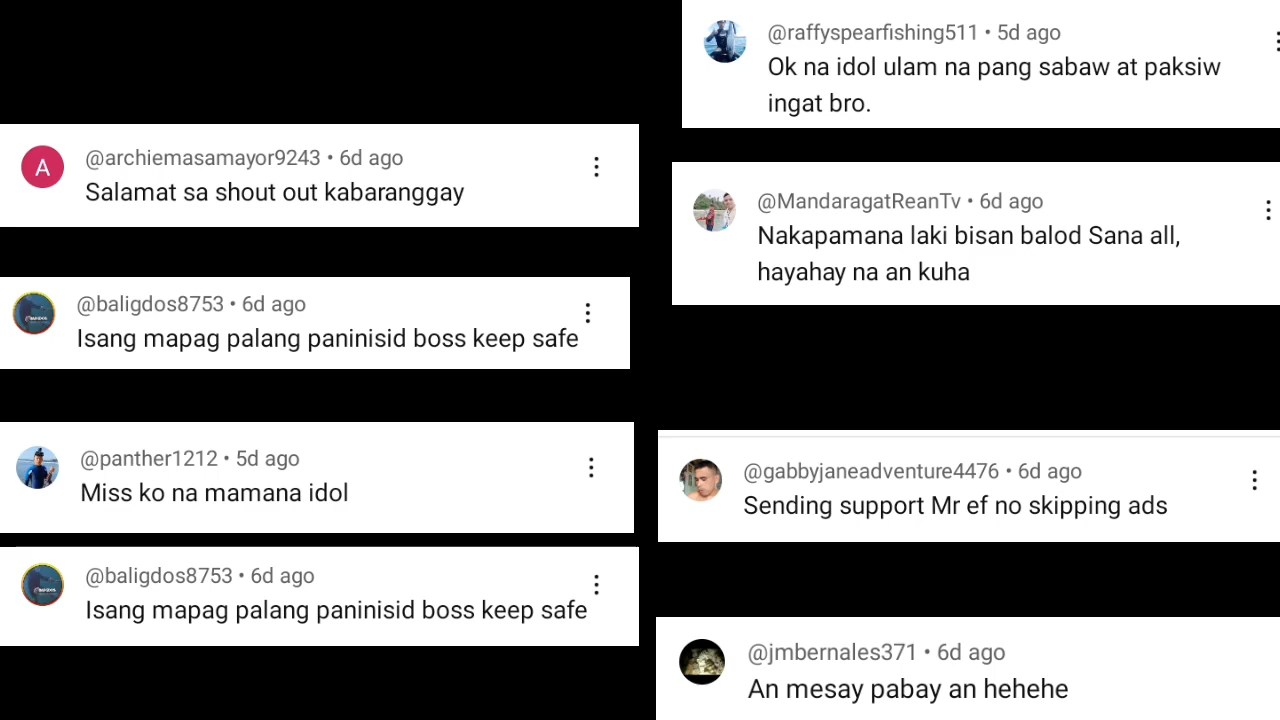 @archiemasamayor9243 • 6d ago
Salamat sa shout out kabaranggay
@baligdos8753 • 6d ago
Isang mapag palang paninisid boss keep safe
@panther1212 • 5d ago
Miss ko na mamana idol
@baligdos8753 • 6d ago
Isang mapag palang paninisid boss keep safe
@raffyspearfishing511 • 5d ago
Ok na idol ulam na pang sabaw at paksiw
ingat bro.
@MandaragatReanTv • 6d ago
Nakapamana laki bisan balod Sana all,
hayahay na an kuha
@gabbyjaneadventure4476 • 6d ago
Sending support Mr ef no skipping ads
@jmbernales371 • 6d ago
An mesay pabay an hehehe
A